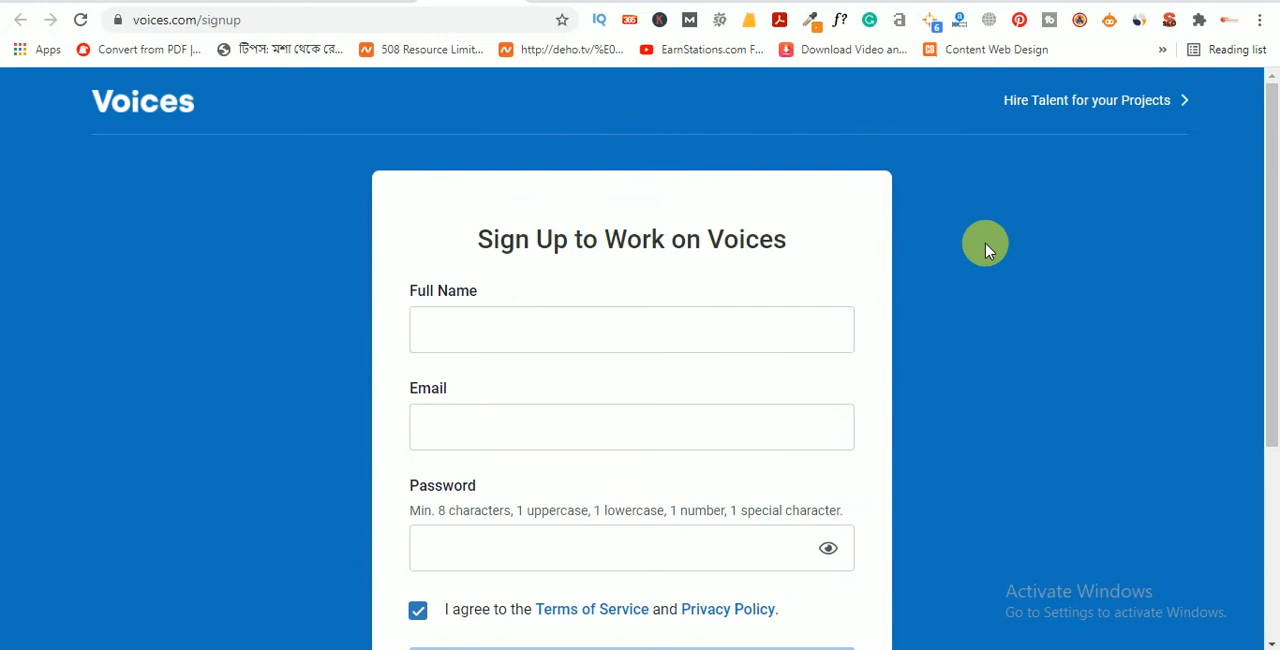 voices.com/signup
IQ 365 K M f? G a 6
Apps Convert from PDF |... টিপস: মশা থেকে রে... 508 Resource Limit... http://deho.tv/%E0... EarnStations.com F... Download Video an... Content Web Design » Reading list
Voices
Hire Talent for your Projects
Sign Up to Work on Voices
Full Name
Email
Password
Min. 8 characters, 1 uppercase, 1 lowercase, 1 number, 1 special character.
I agree to the Terms of Service and Privacy Policy.
Activate Windows
Go to Settings to activate Windows.